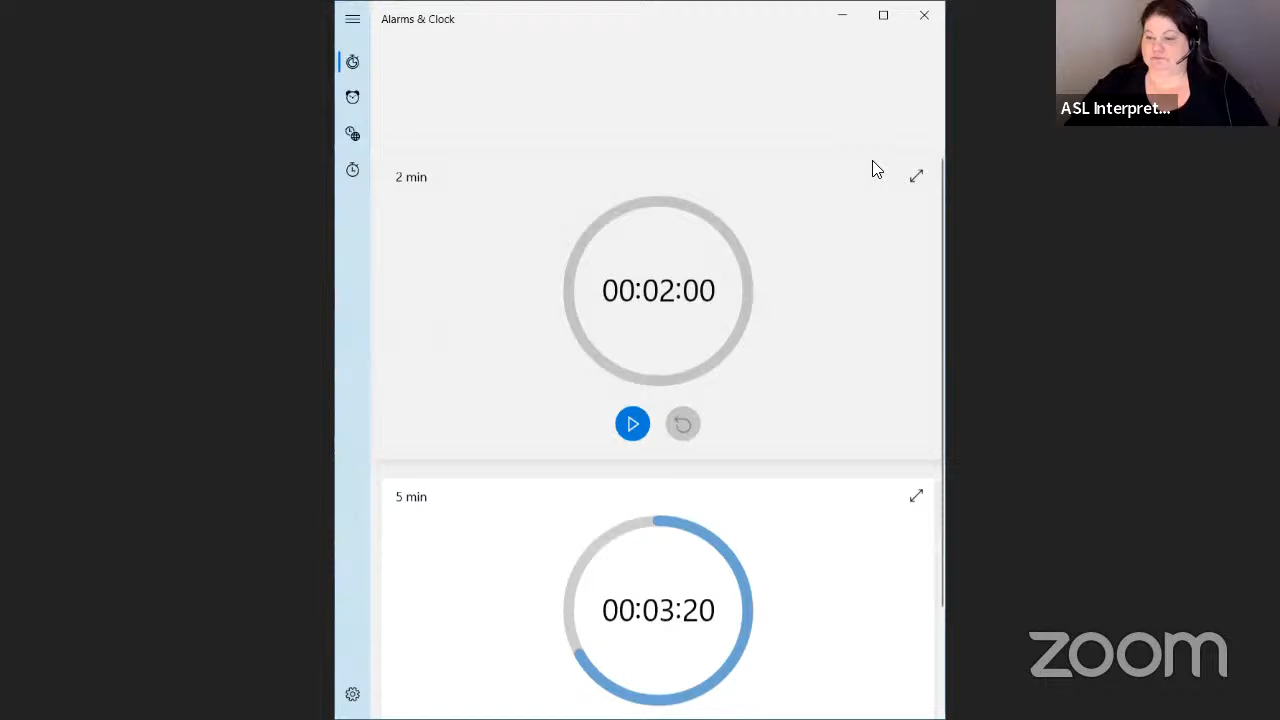 Alarms & Clock
ASL Interpret...
2 min
00:02:00
5 min
00:03:20
zoom